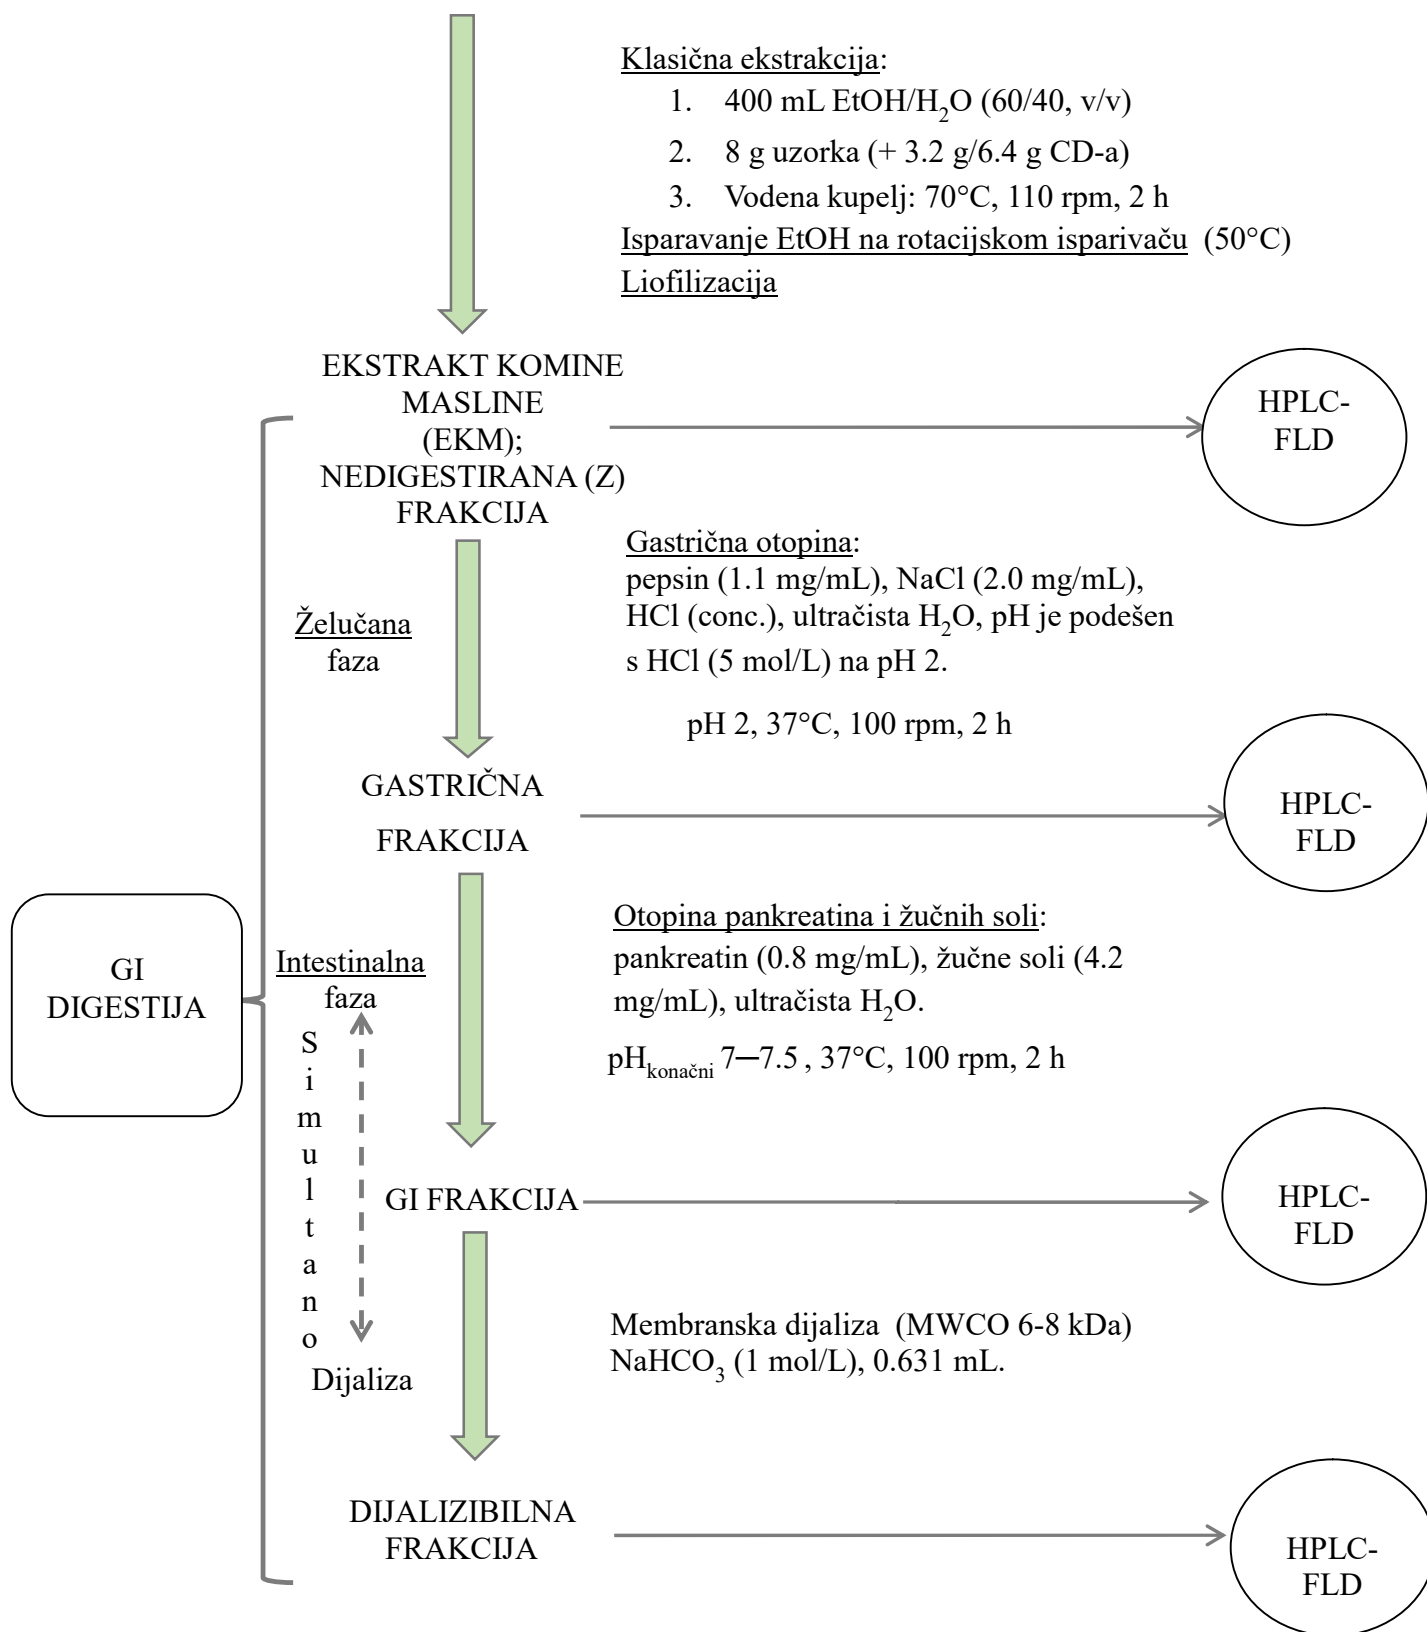 Klasična ekstrakcija:
1. 400 mL EtOH/H₂O (60/40, v/v)
2. 8 g uzorka (+ 3.2 g/6.4 g CD-a)
3. Vodena kupelj: 70°C, 110 rpm, 2 h
Isparavanje EtOH na rotacijskom isparivaču (50°C)
Liofilizacija
EKSTRAKT KOMINE
MASLINE
(EKM);
NEDIGESTIRANA (Z)
FRAKCIJA
HPLC-
FLD
Želučana
faza
Gastrična otopina:
pepsin (1.1 mg/mL), NaCl (2.0 mg/mL),
HCl (conc.), ultračista H₂O, pH je podešen
s HCl (5 mol/L) na pH 2.
pH 2, 37°C, 100 rpm, 2 h
GASTRIČNA
FRAKCIJA
HPLC-
FLD
GI
DIGESTIJA
Intestinalna
faza
Otopina pankreatina i žučnih soli:
pankreatin (0.8 mg/mL), žučne soli (4.2
mg/mL), ultračista H₂O.
pHkonačni 7─7.5 , 37°C, 100 rpm, 2 h
S
i
m
u
l
t
a
n
o
GI FRAKCIJA
HPLC-
FLD
Dijaliza
Membranska dijaliza (MWCO 6-8 kDa)
NaHCO₃ (1 mol/L), 0.631 mL.
DIJALIZIBILNA
FRAKCIJA
HPLC-
FLD